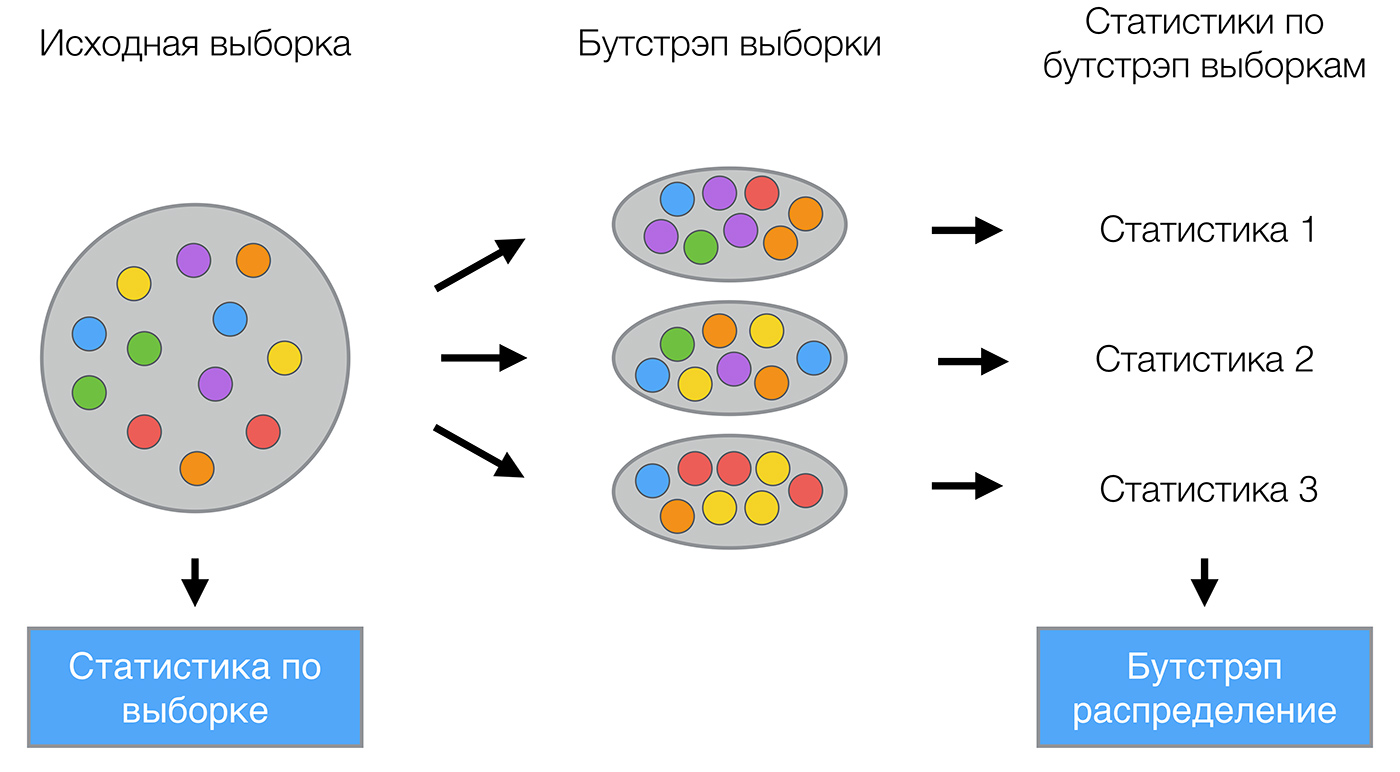 Исходная выборка
Бутстрэп выборки
Статистики по
бутстрэп выборкам
Статистика 1
Статистика 2
Статистика 3
Статистика по
выборке
Бутстрэп
распределение